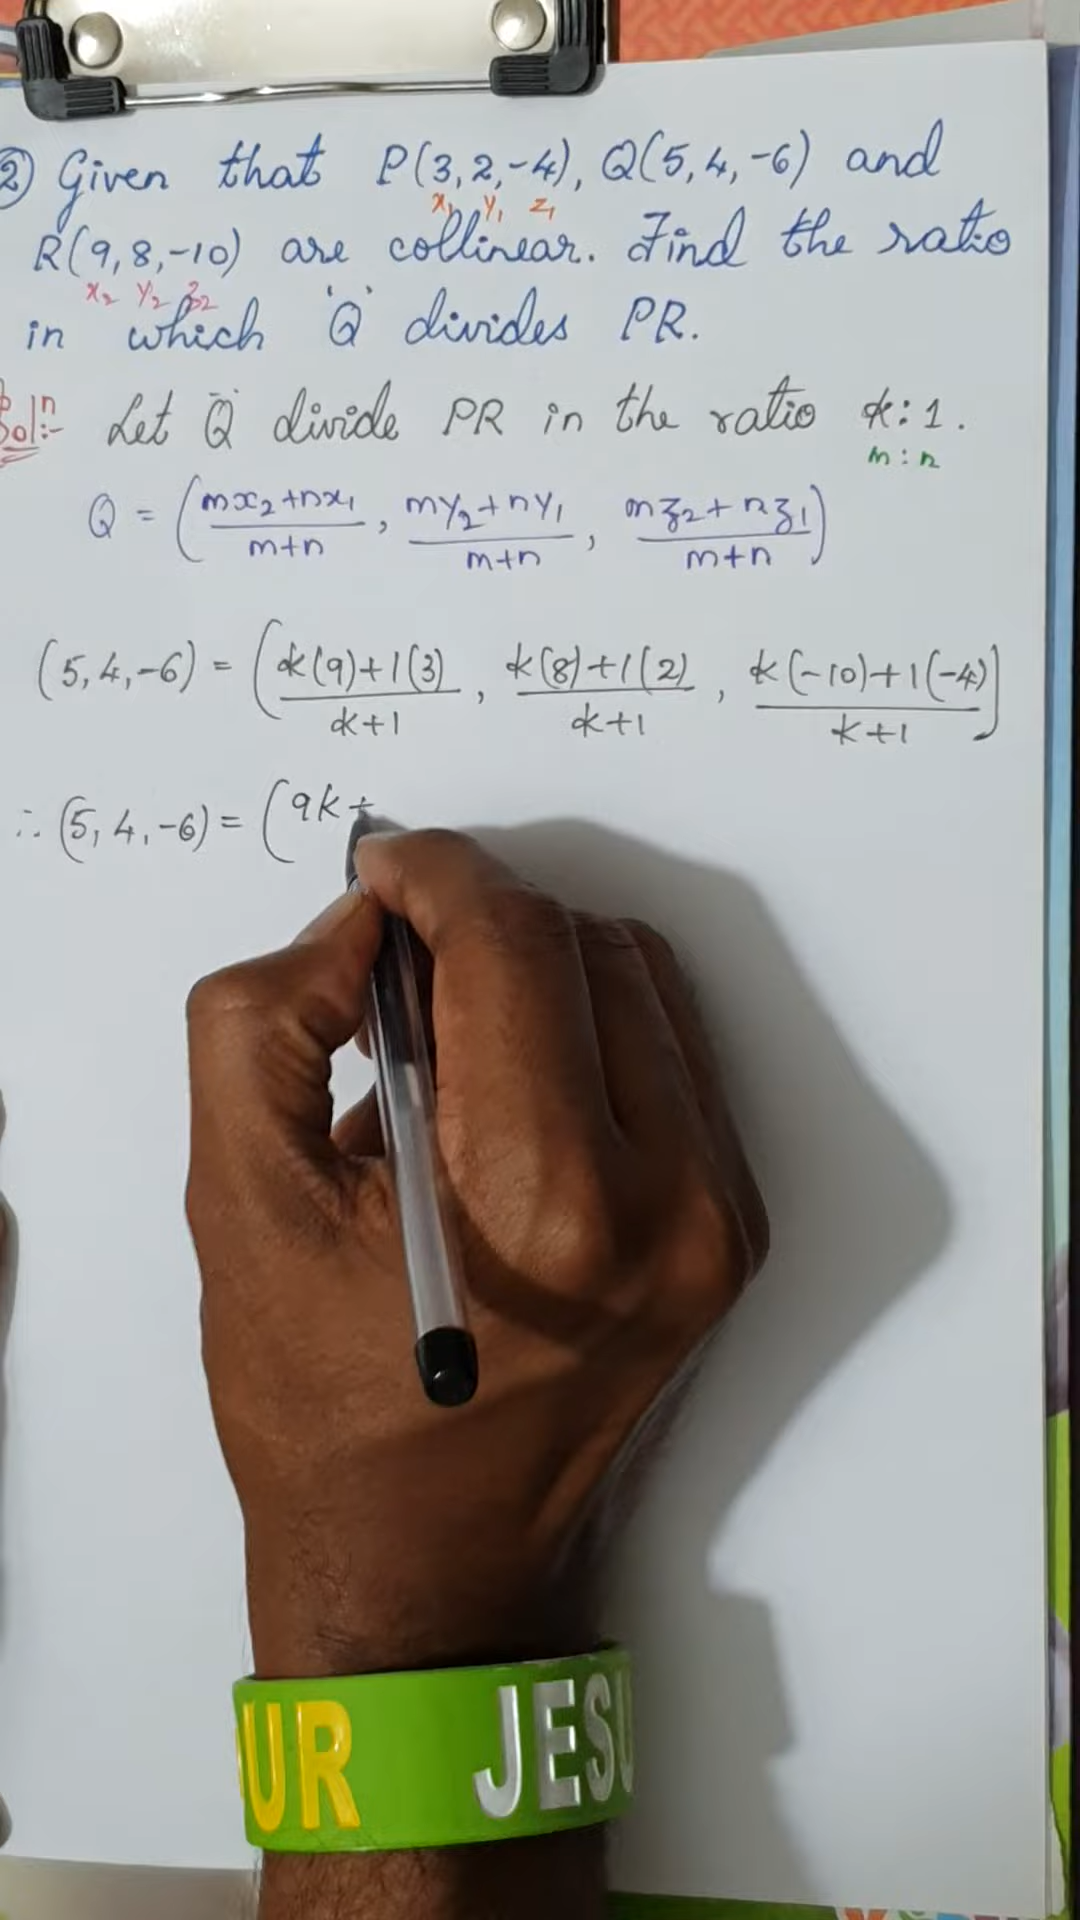 ② Given that P(3, 2, -4), Q(5, 4, -6) and
x₁ y₁ z₁
R(9, 8, -10) are collinear. Find the ratio
x₂ y₂ z₂
in which 'Q' divides PR.
Solⁿ:- Let Q divide PR in the ratio k : 1.
m : n
Q = (mx₂+nx₁/m+n, my₂+ny₁/m+n, mz₂+nz₁/m+n)
(5, 4, -6) = (k(9)+1(3)/k+1, k(8)+1(2)/k+1, k(-10)+1(-4)/k+1)
∴ (5, 4, -6) = (9k +
UR JESU